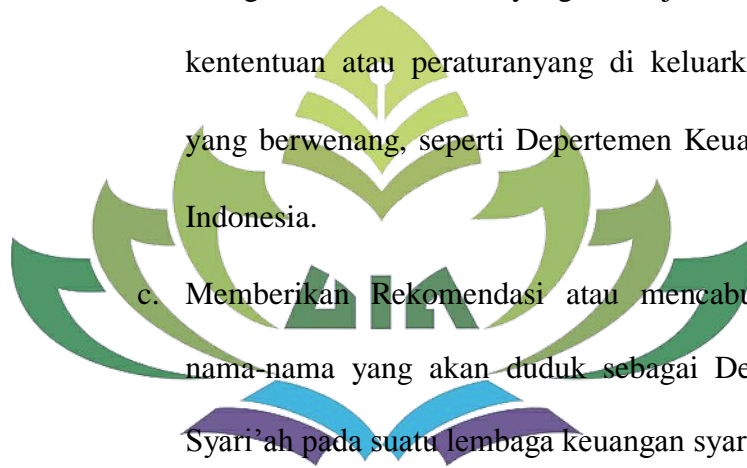 kententuan atau peraturanyang di keluark
yang berwenang, seperti Depertemen Keua
Indonesia.
c. Memberikan Rekomendasi atau mencabu
nama-nama yang akan duduk sebagai De
Syari’ah pada suatu lembaga keuangan syar